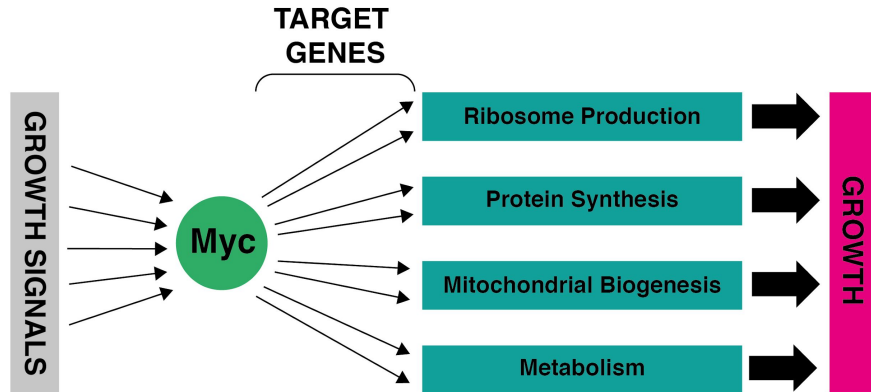 TARGET
GENES
GROWTH SIGNALS
Myc
Ribosome Production
Protein Synthesis
Mitochondrial Biogenesis
Metabolism
GROWTH